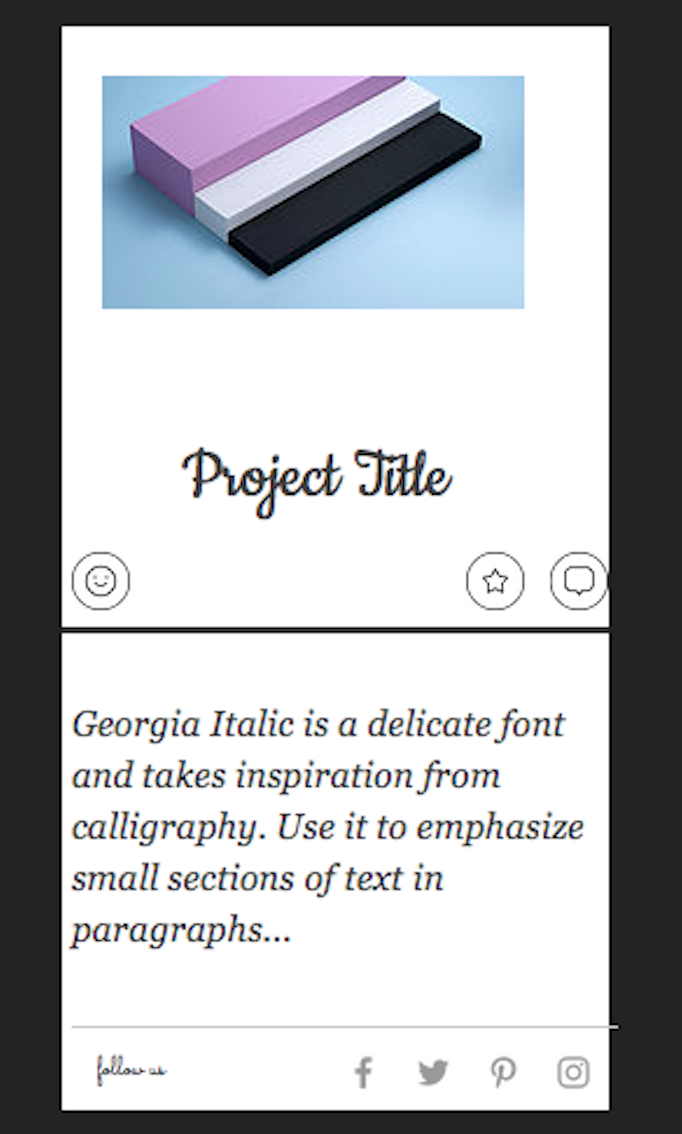 Project Title
Georgia Italic is a delicate font
and takes inspiration from
calligraphy. Use it to emphasize
small sections of text in
paragraphs...
follow us